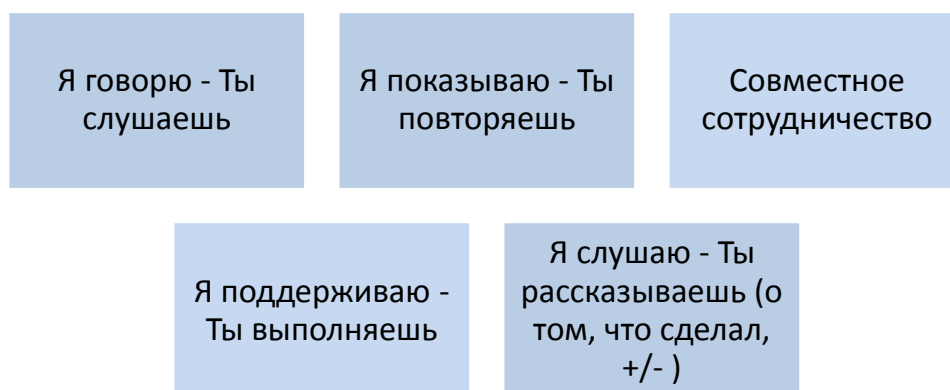 Я говорю - Ты
слушаешь
Я показываю - Ты
повторяешь
Совместное
сотрудничество
Я поддерживаю -
Ты выполняешь
Я слушаю - Ты
рассказываешь (о
том, что сделал,
+/- )